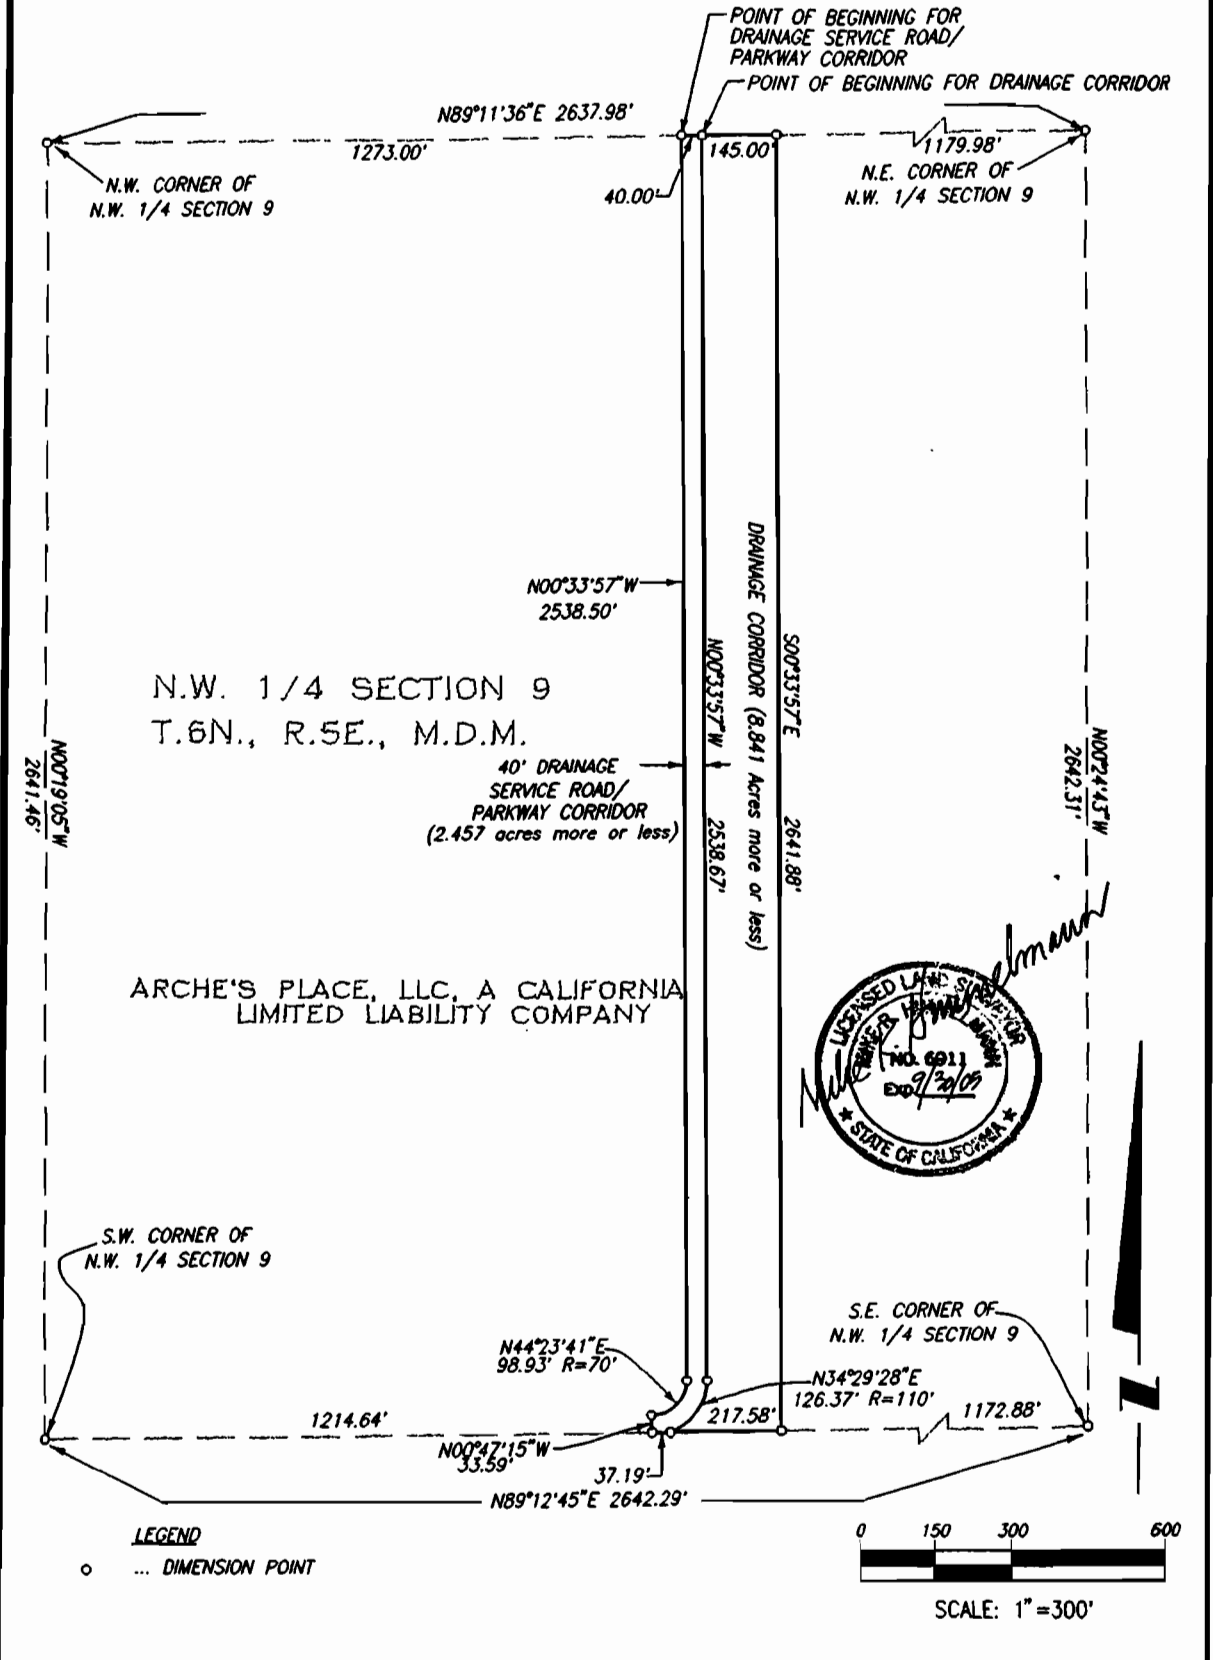 POINT OF BEGINNING FOR
DRAINAGE SERVICE ROAD/
PARKWAY CORRIDOR
POINT OF BEGINNING FOR DRAINAGE CORRIDOR
N89°11'36"E 2637.98'
1273.00'
145.00'
1179.98'
40.00'
N.W. CORNER OF
N.W. 1/4 SECTION 9
N.E. CORNER OF
N.W. 1/4 SECTION 9
N00°33'57"W
2538.50'
DRAINAGE CORRIDOR (8.841 Acres more or less)
N00°33'57"W 2538.67'
S00°33'57"E 2641.88'
N.W. 1/4 SECTION 9
T.6N., R.5E., M.D.M.
N00°19'05"W
2641.46'
N00°24'43"W
2642.31'
40' DRAINAGE
SERVICE ROAD/
PARKWAY CORRIDOR
(2.457 acres more or less)
ARCHE'S PLACE, LLC, A CALIFORNIA
LIMITED LIABILITY COMPANY
LICENSED LAND SURVEYOR
NO. 6911
EXP 9/30/05
STATE OF CALIFORNIA
S.W. CORNER OF
N.W. 1/4 SECTION 9
S.E. CORNER OF
N.W. 1/4 SECTION 9
N44°23'41"E
98.93' R=70'
N34°29'28"E
126.37' R=110'
1214.64'
217.58'
1172.88'
N00°47'15"W
33.59'
37.19'
N89°12'45"E 2642.29'
LEGEND
... DIMENSION POINT
0 150 300 600
SCALE: 1"=300'